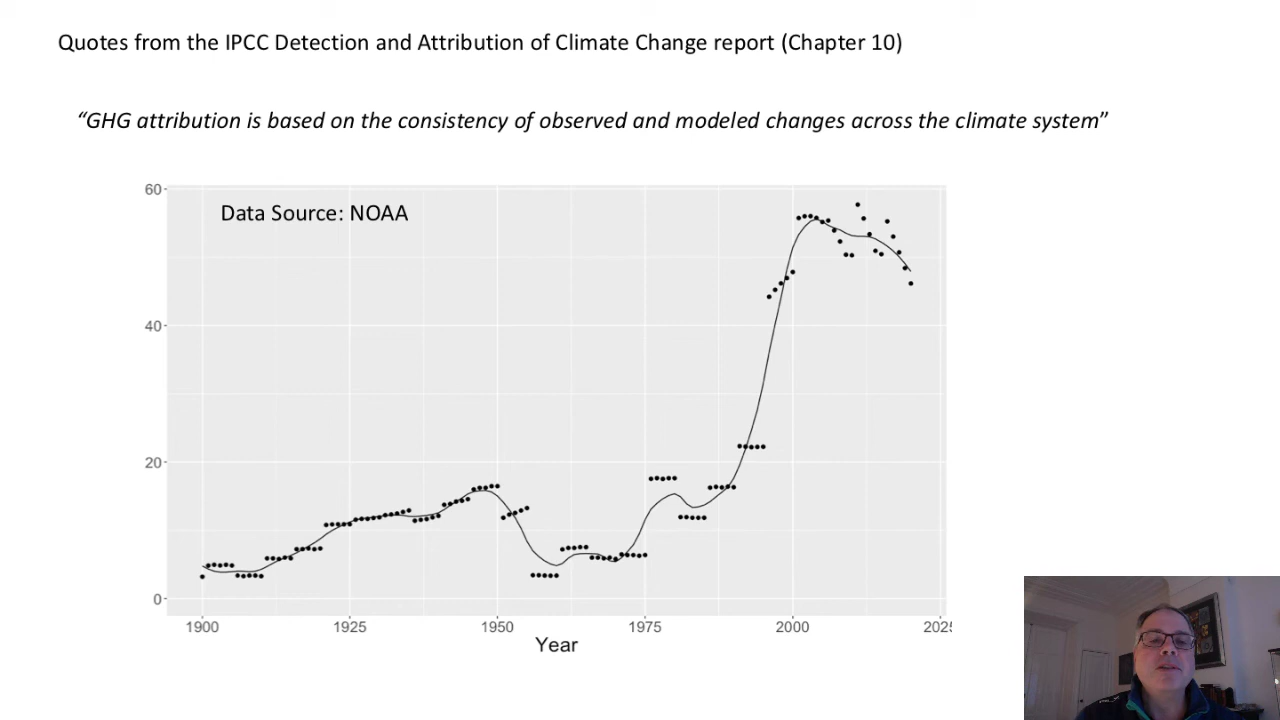 Quotes from the IPCC Detection and Attribution of Climate Change report (Chapter 10)
“GHG attribution is based on the consistency of observed and modeled changes across the climate system”
Data Source: NOAA
60
40
20
0
1900 1925 1950 1975 2000 2025
Year